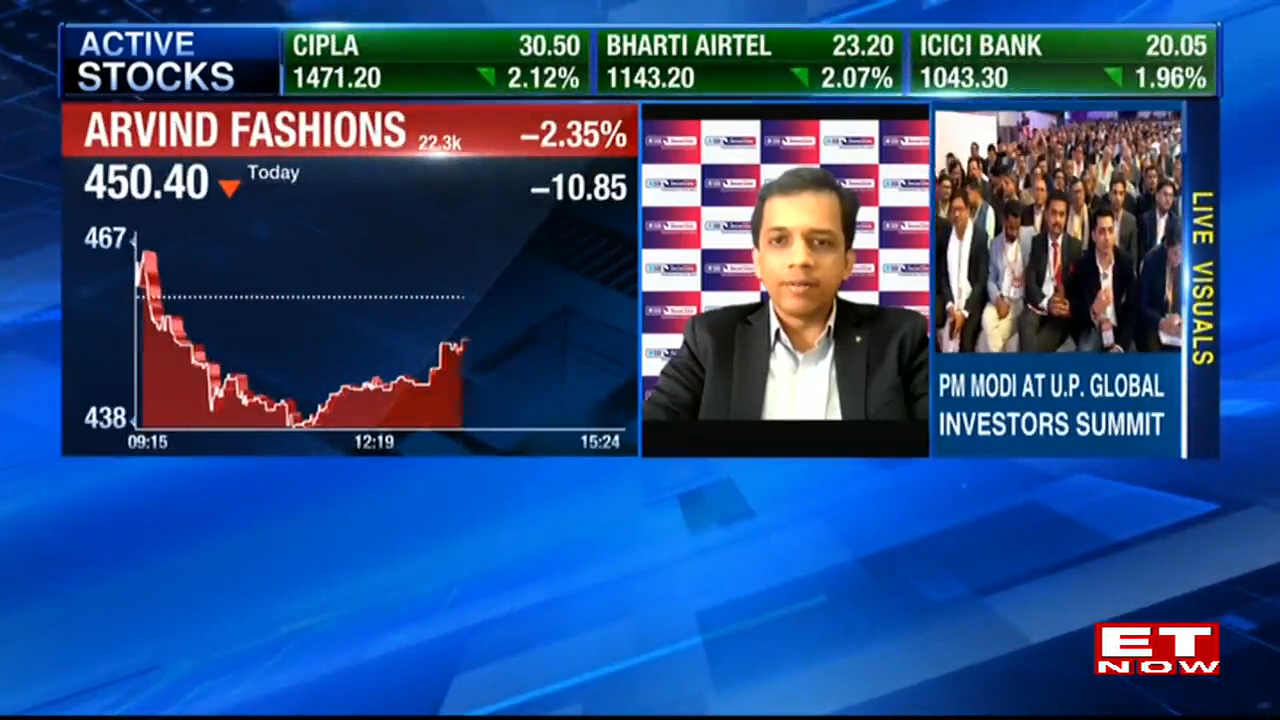 ACTIVE
STOCKS
CIPLA 30.50
1471.20 2.12%
BHARTI AIRTEL 23.20
1143.20 2.07%
ICICI BANK 20.05
1043.30 1.96%
ARVIND FASHIONS 22.3k –2.35%
450.40 Today –10.85
467
438
09:15 12:19 15:24
LIVE VISUALS
PM MODI AT U.P. GLOBAL
INVESTORS SUMMIT
ET
NOW